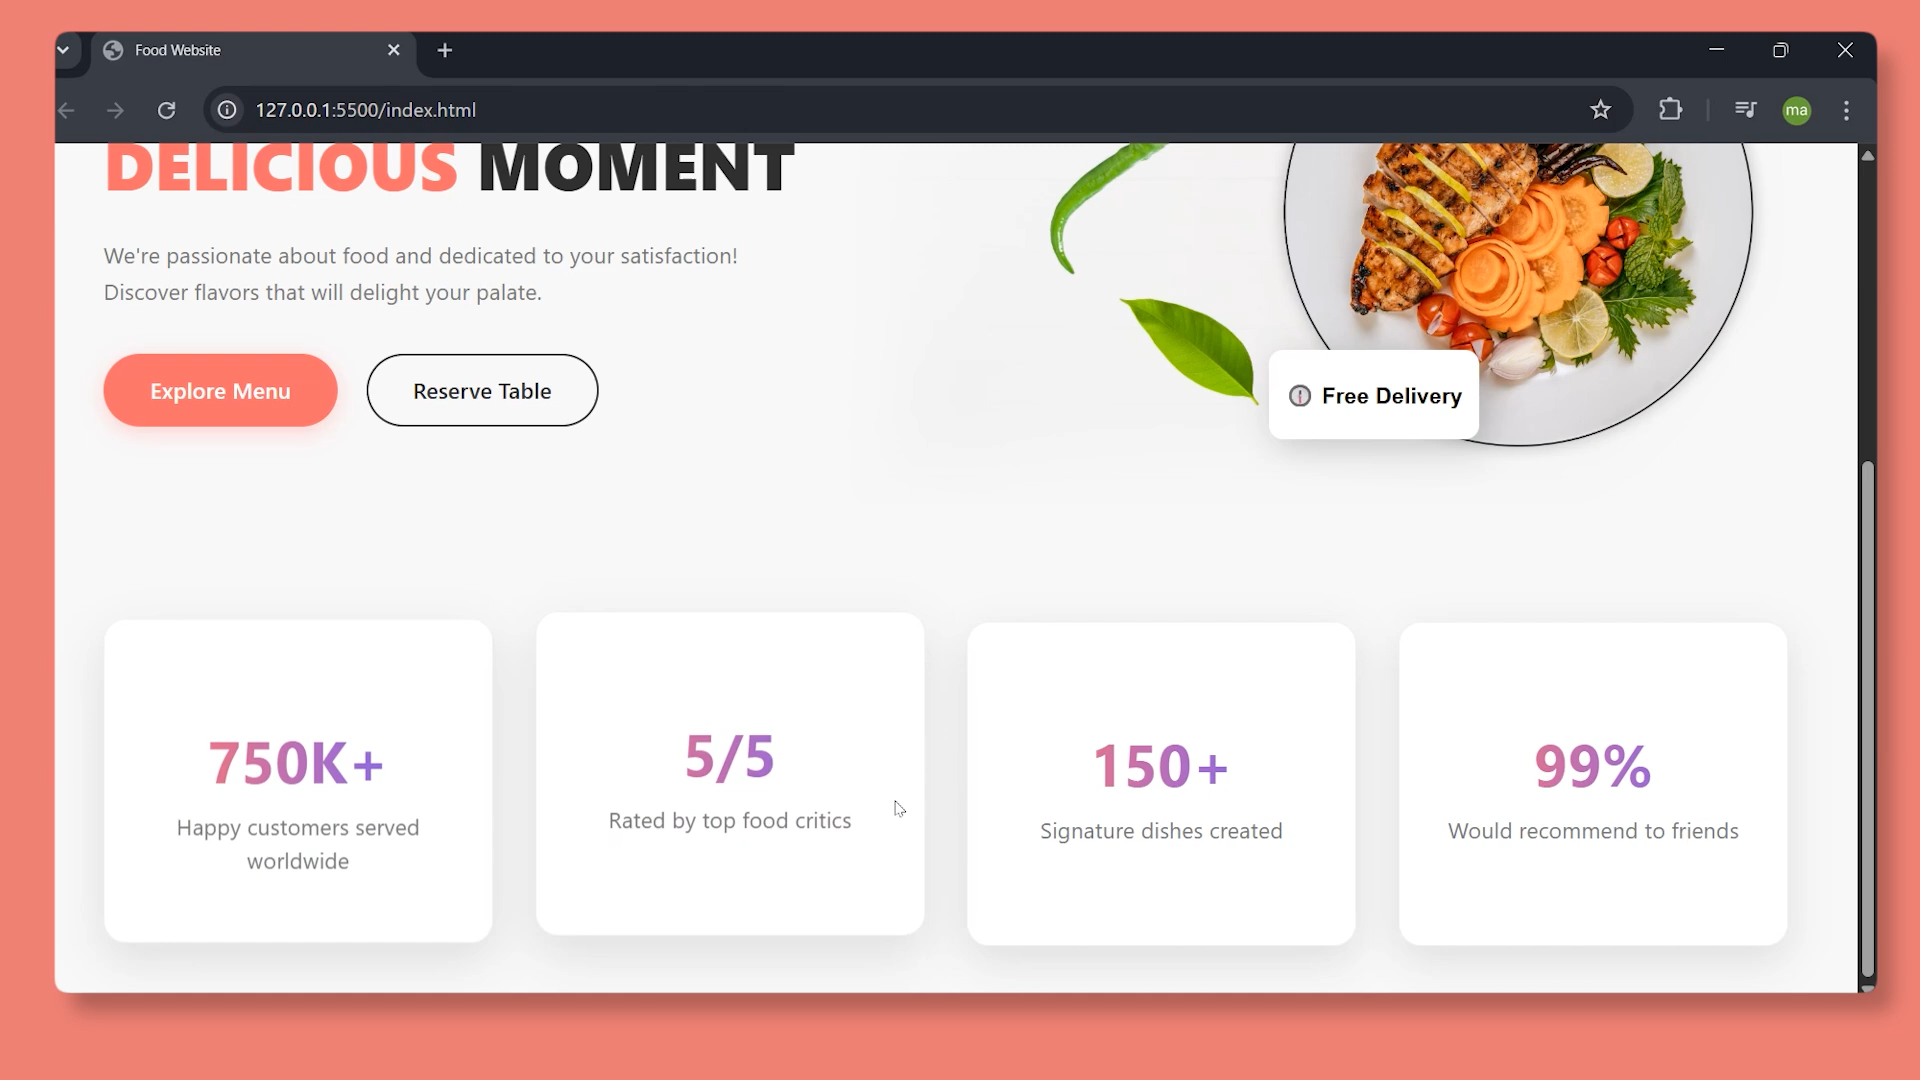 Food Website
127.0.0.1:5500/index.html
ma
DELICIOUS MOMENT
We're passionate about food and dedicated to your satisfaction!
Discover flavors that will delight your palate.
Explore Menu
Reserve Table
Free Delivery
750K+
Happy customers served
worldwide
5/5
Rated by top food critics
150+
Signature dishes created
99%
Would recommend to friends